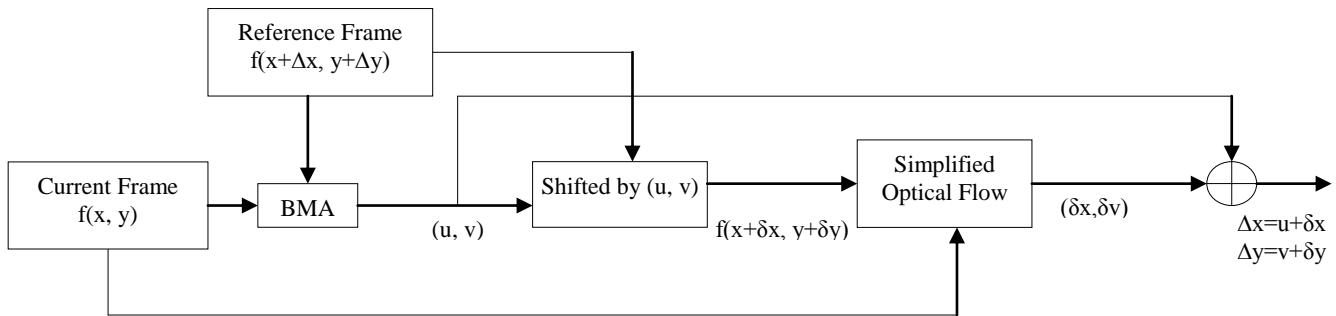 Reference Frame
f(x+Δx, y+Δy)
Current Frame
f(x, y)
BMA
(u, v)
Shifted by (u, v)
f(x+δx, y+δy)
Simplified
Optical Flow
(δx,δv)
Δx=u+δx
Δy=v+δy